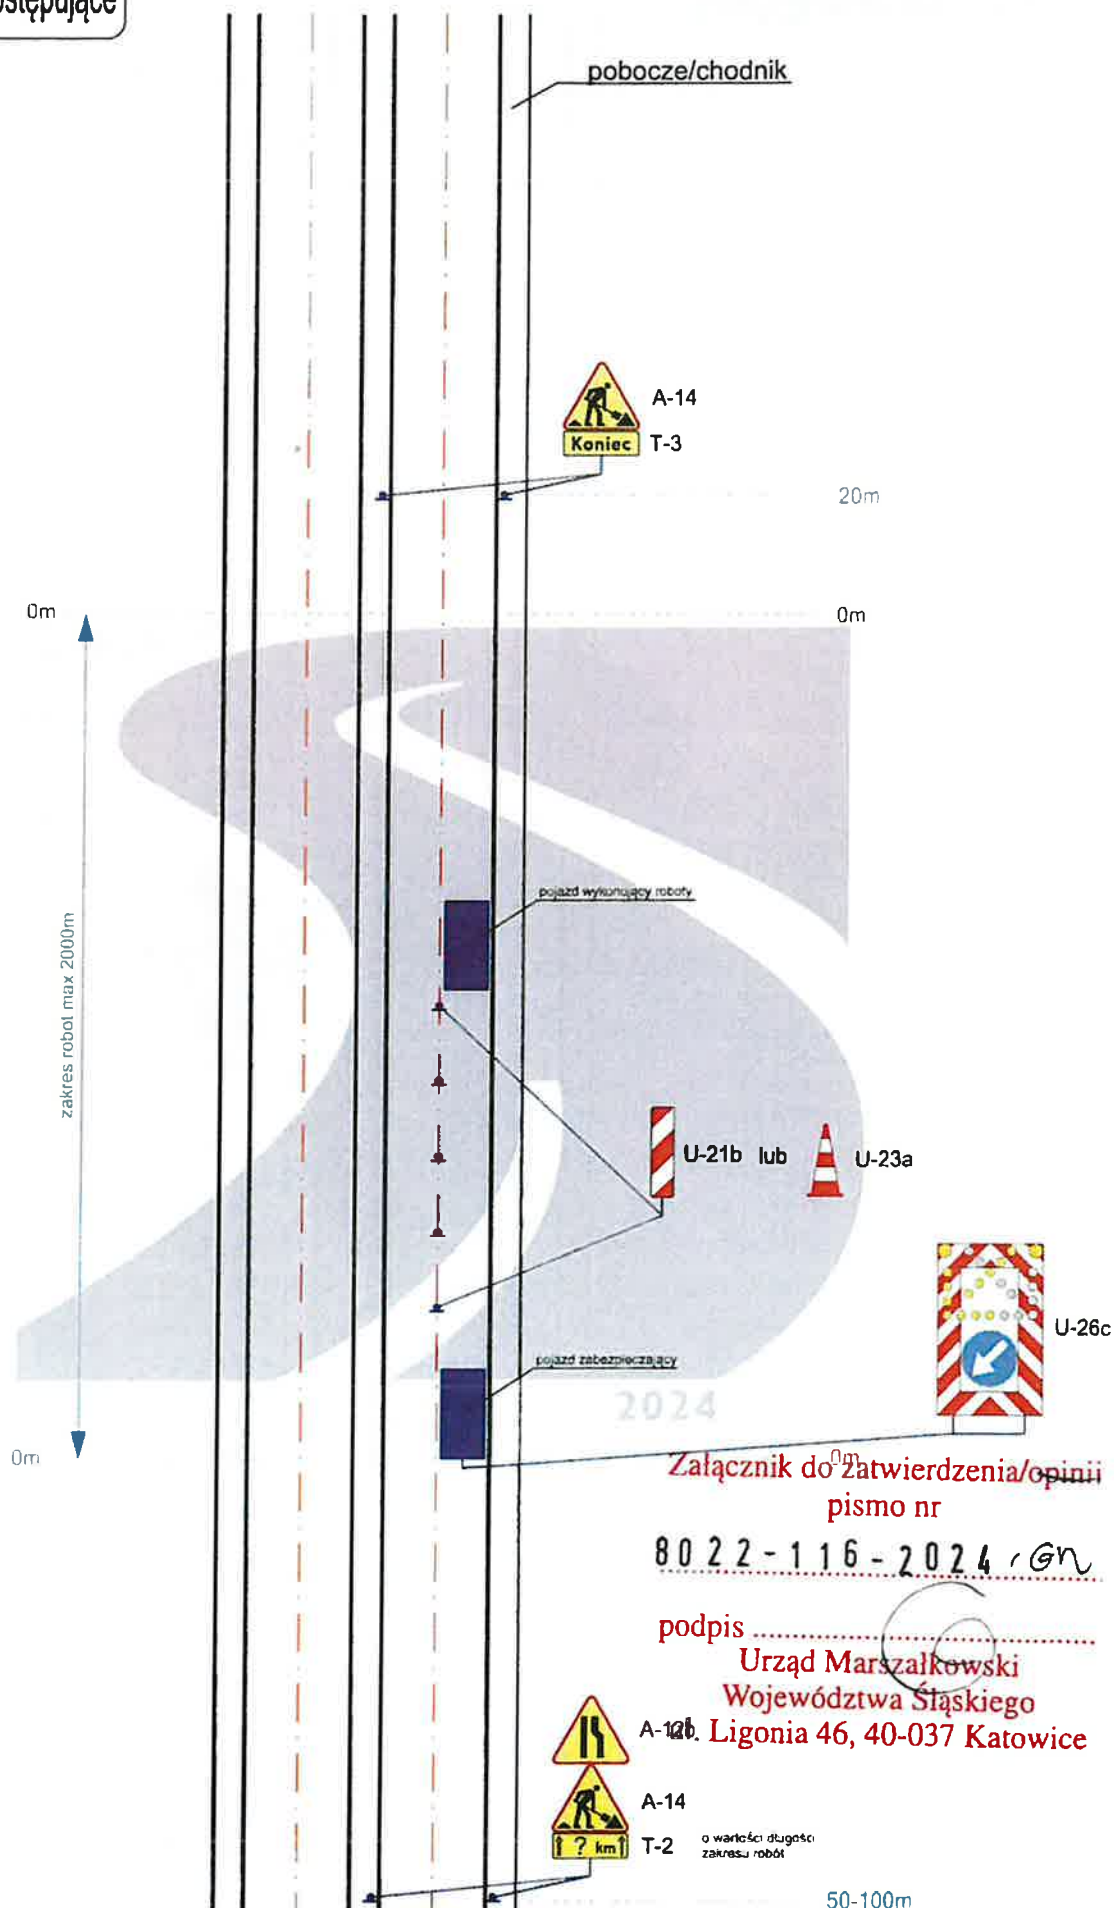 pobocze/chodnik
A-14
Koniec T-3
20m
0m
0m
zakres robot max 2000m
pojazd wykonujący roboty
U-21b lub U-23a
U-26c
pojazd zabezpieczający
2024
0m
0m
Załącznik do zatwierdzenia/opinii
pismo nr
8022-116-2024
podpis
Urząd Marszałkowski
Województwa Śląskiego
Ligonia 46, 40-037 Katowice
A-14
? km T-2
o wartości długości
zakresu robót
50-100m